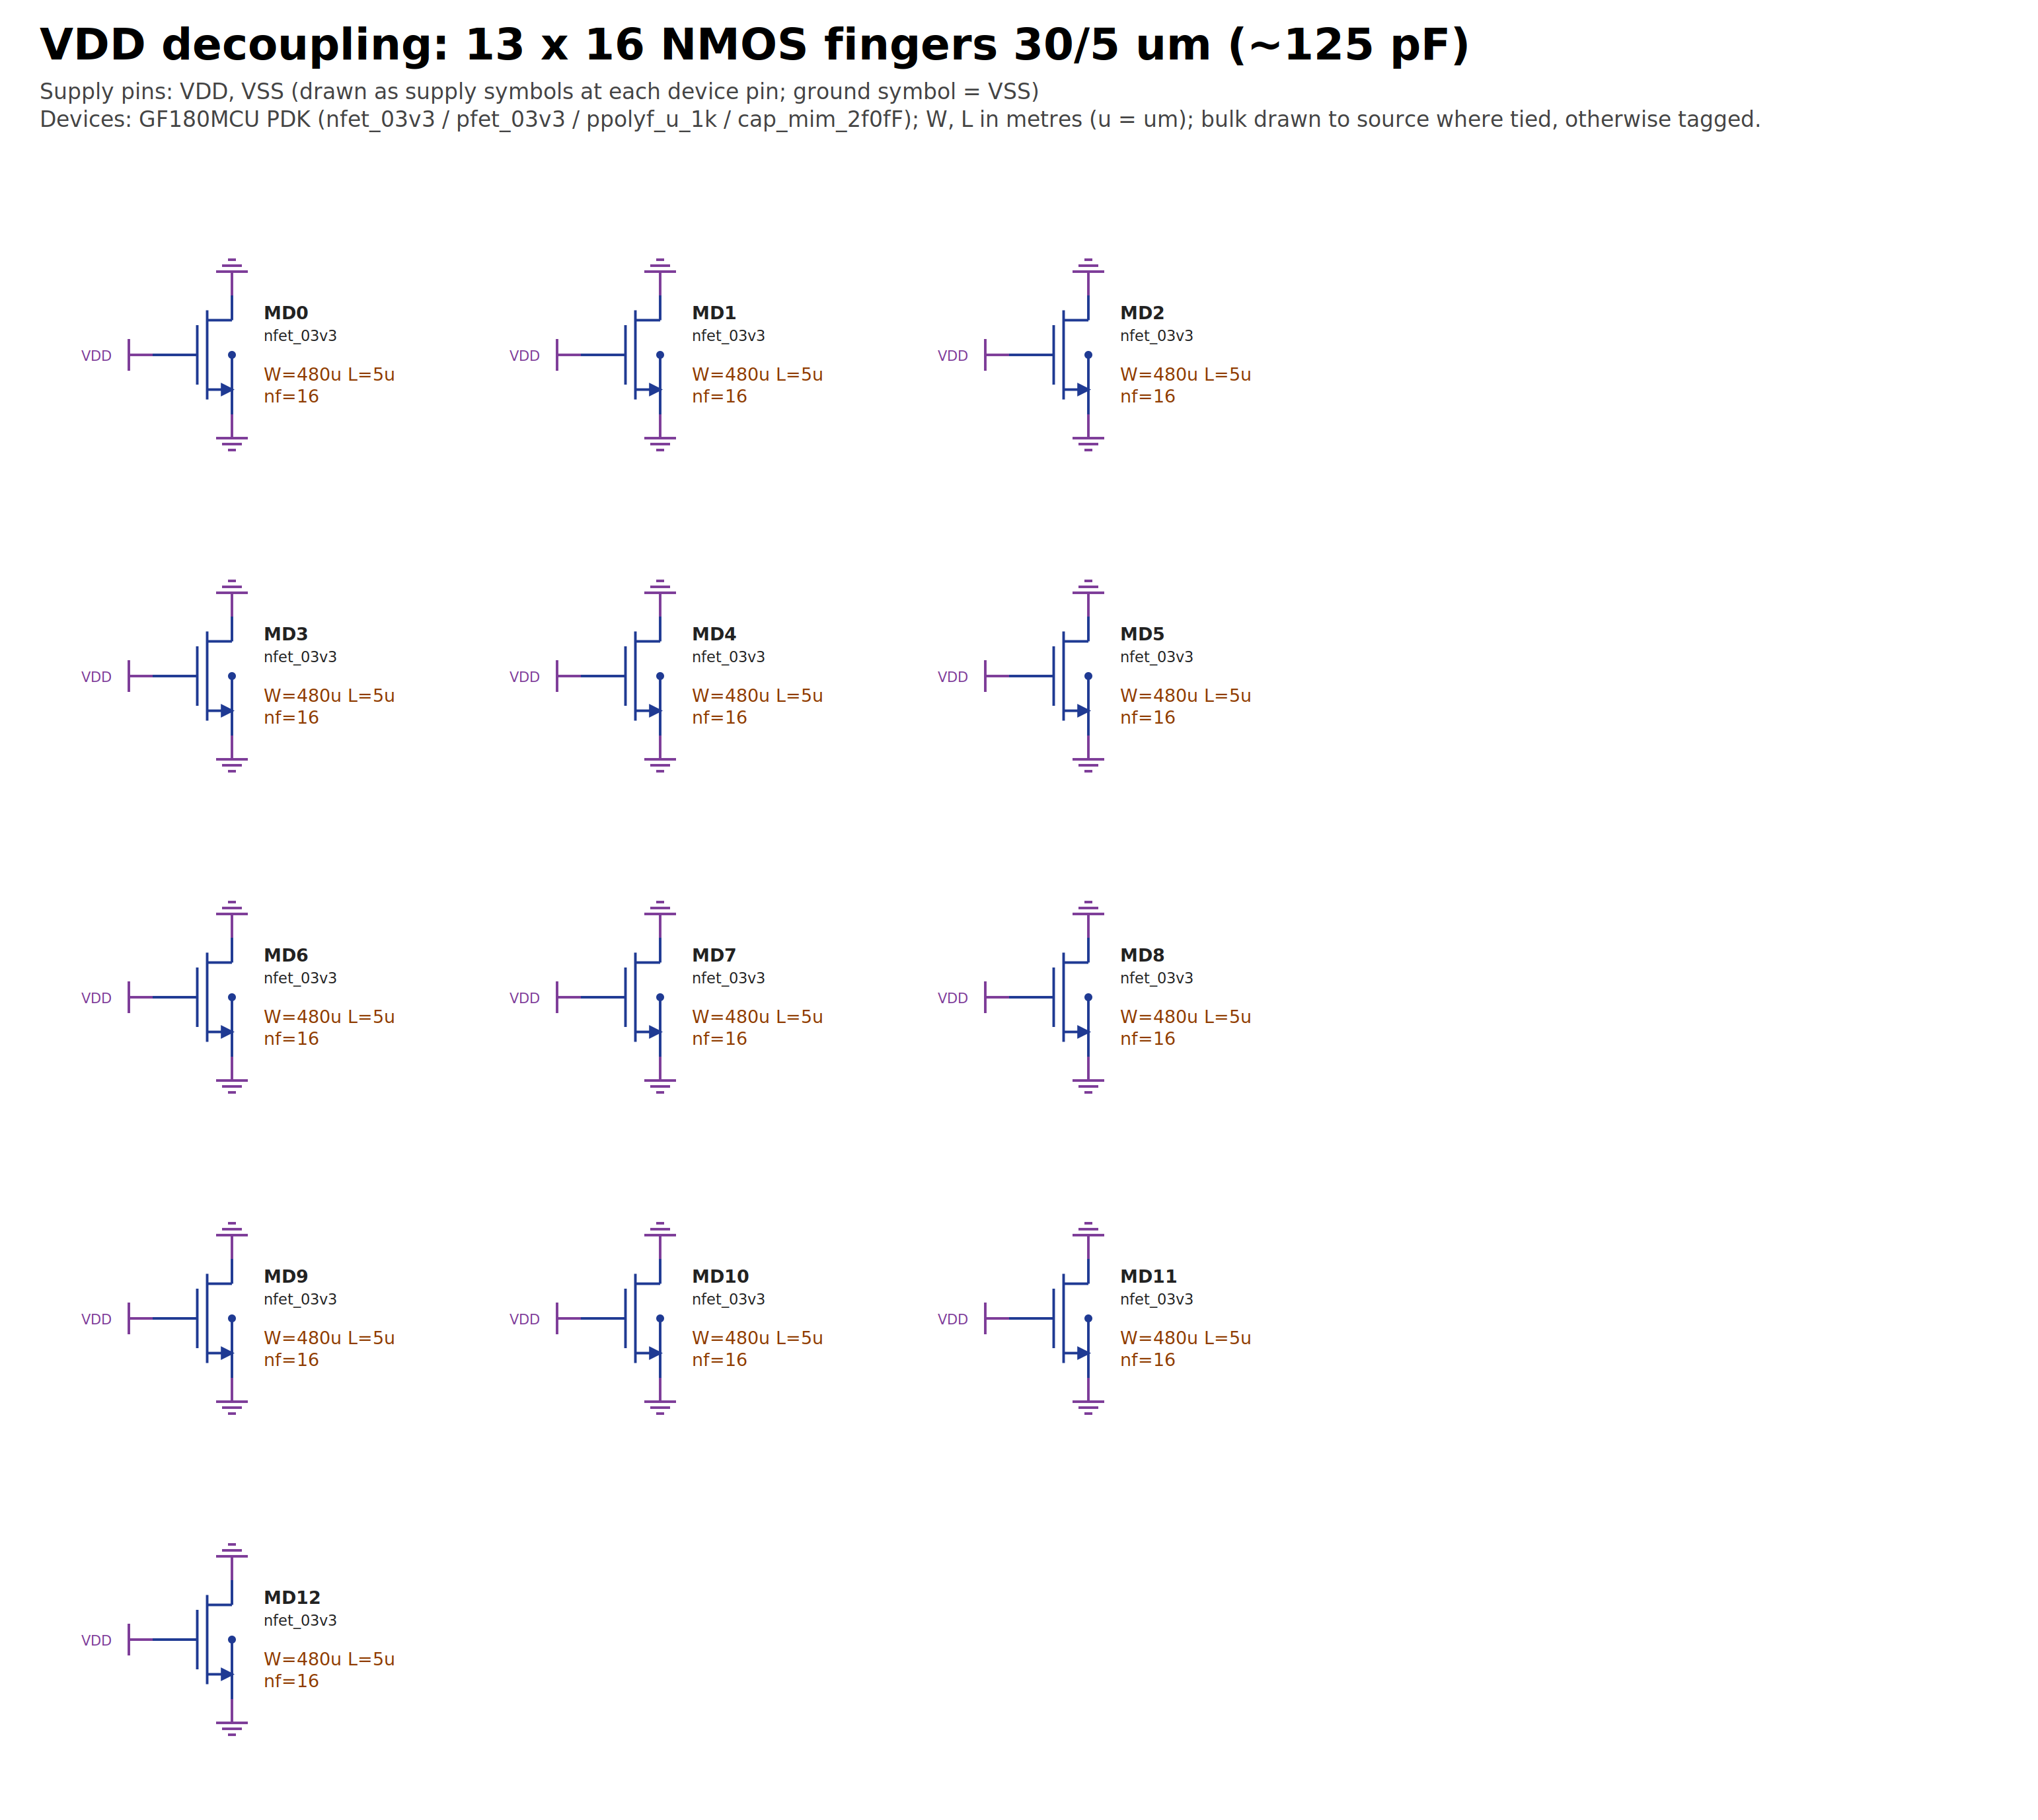 VDD decoupling: 13 x 16 NMOS fingers 30/5 um (~125 pF)
Supply pins: VDD, VSS (drawn as supply symbols at each device pin; ground symbol = VSS)
Devices: GF180MCU PDK (nfet_03v3 / pfet_03v3 / ppolyf_u_1k / cap_mim_2f0fF); W, L in metres (u = um); bulk drawn to source where tied, otherwise tagged.
VDD
MD0
nfet_03v3
W=480u L=5u
nf=16
VDD
MD1
nfet_03v3
W=480u L=5u
nf=16
VDD
MD2
nfet_03v3
W=480u L=5u
nf=16
VDD
MD3
nfet_03v3
W=480u L=5u
nf=16
VDD
MD4
nfet_03v3
W=480u L=5u
nf=16
VDD
MD5
nfet_03v3
W=480u L=5u
nf=16
VDD
MD6
nfet_03v3
W=480u L=5u
nf=16
VDD
MD7
nfet_03v3
W=480u L=5u
nf=16
VDD
MD8
nfet_03v3
W=480u L=5u
nf=16
VDD
MD9
nfet_03v3
W=480u L=5u
nf=16
VDD
MD10
nfet_03v3
W=480u L=5u
nf=16
VDD
MD11
nfet_03v3
W=480u L=5u
nf=16
VDD
MD12
nfet_03v3
W=480u L=5u
nf=16